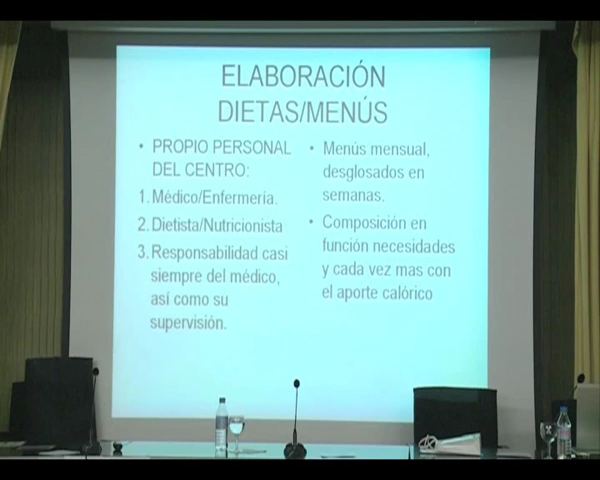 ELABORACIÓN
DIETAS/MENÚS
• PROPIO PERSONAL
DEL CENTRO:
1. Médico/Enfermería.
2. Dietista/Nutricionista
3. Responsabilidad casi
siempre del médico,
así como su
supervisión.
• Menús mensual,
desglosados en
semanas.
• Composición en
función necesidades
y cada vez mas con
el aporte calórico